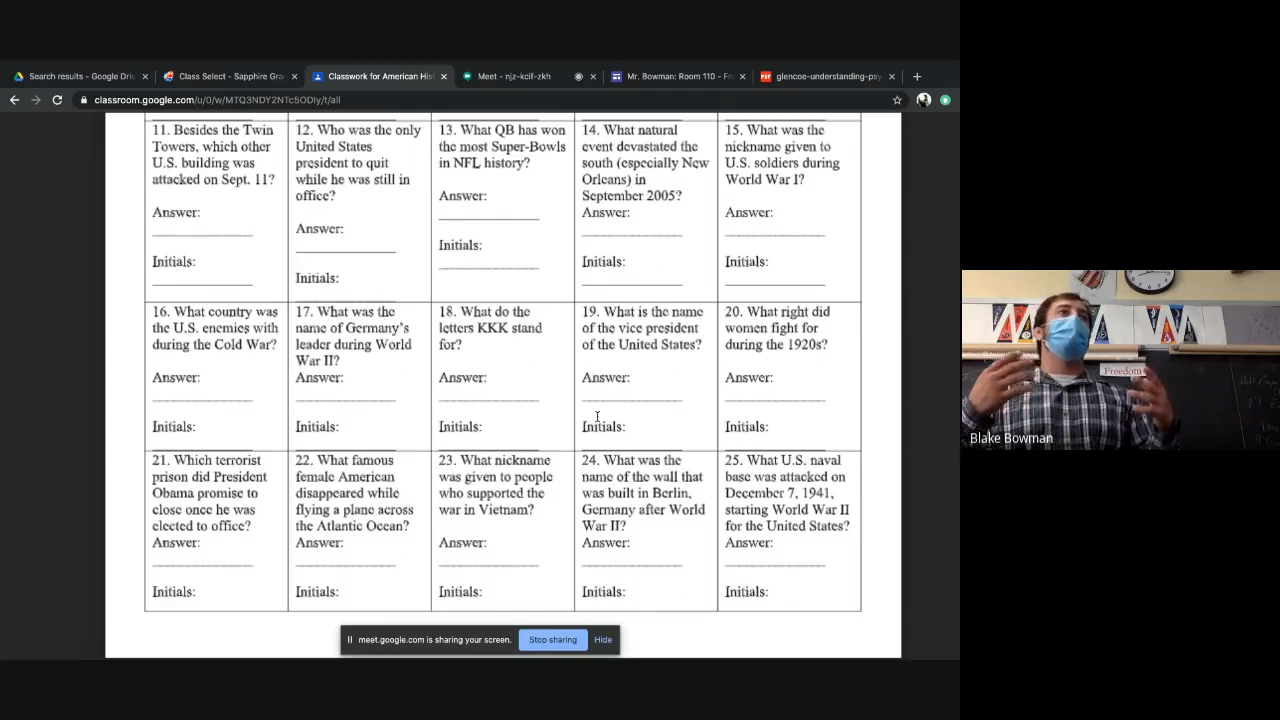 Search results - Google Driv
Class Select - Sapphire Gra
Classwork for American His
Meet - njz-kcif-zkh
Mr. Bowman: Room 110 - Fr
glencoe-understanding-psy
classroom.google.com/u/0/w/MTQ3NDY2NTc5ODIy/t/all
11. Besides the Twin
Towers, which other
U.S. building was
attacked on Sept. 11?
Answer:
Initials:
12. Who was the only
United States
president to quit
while he was still in
office?
Answer:
Initials:
13. What QB has won
the most Super-Bowls
in NFL history?
Answer:
Initials:
14. What natural
event devastated the
south (especially New
Orleans) in
September 2005?
Answer:
Initials:
15. What was the
nickname given to
U.S. soldiers during
World War I?
Answer:
Initials:
16. What country was
the U.S. enemies with
during the Cold War?
Answer:
Initials:
17. What was the
name of Germany's
leader during World
War II?
Answer:
Initials:
18. What do the
letters KKK stand
for?
Answer:
Initials:
19. What is the name
of the vice president
of the United States?
Answer:
Initials:
20. What right did
women fight for
during the 1920s?
Answer:
Initials:
21. Which terrorist
prison did President
Obama promise to
close once he was
elected to office?
Answer:
Initials:
22. What famous
female American
disappeared while
flying a plane across
the Atlantic Ocean?
Answer:
Initials:
23. What nickname
was given to people
who supported the
war in Vietnam?
Answer:
Initials:
24. What was the
name of the wall that
was built in Berlin,
Germany after World
War II?
Answer:
Initials:
25. What U.S. naval
base was attacked on
December 7, 1941,
starting World War II
for the United States?
Answer:
Initials:
meet.google.com is sharing your screen.
Stop sharing
Hide
Freedom
Blake Bowman